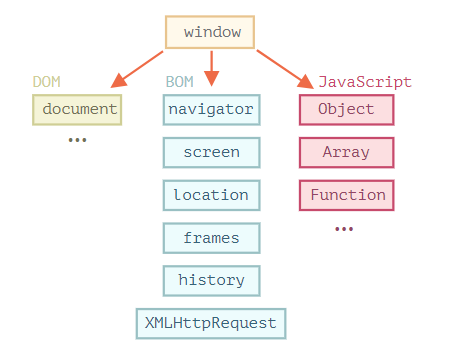 window
DOM
document
...
BOM
navigator
screen
location
frames
history
XMLHttpRequest
JavaScript
Object
Array
Function
...